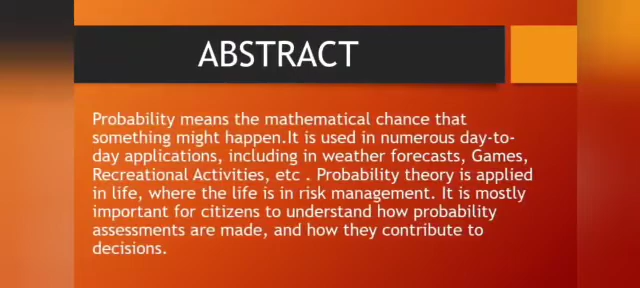 ABSTRACT
Probability means the mathematical chance that
something might happen.It is used in numerous day-to-
day applications, including in weather forecasts, Games,
Recreational Activities, etc . Probability theory is applied
in life, where the life is in risk management. It is mostly
important for citizens to understand how probability
assessments are made, and how they contribute to
decisions.